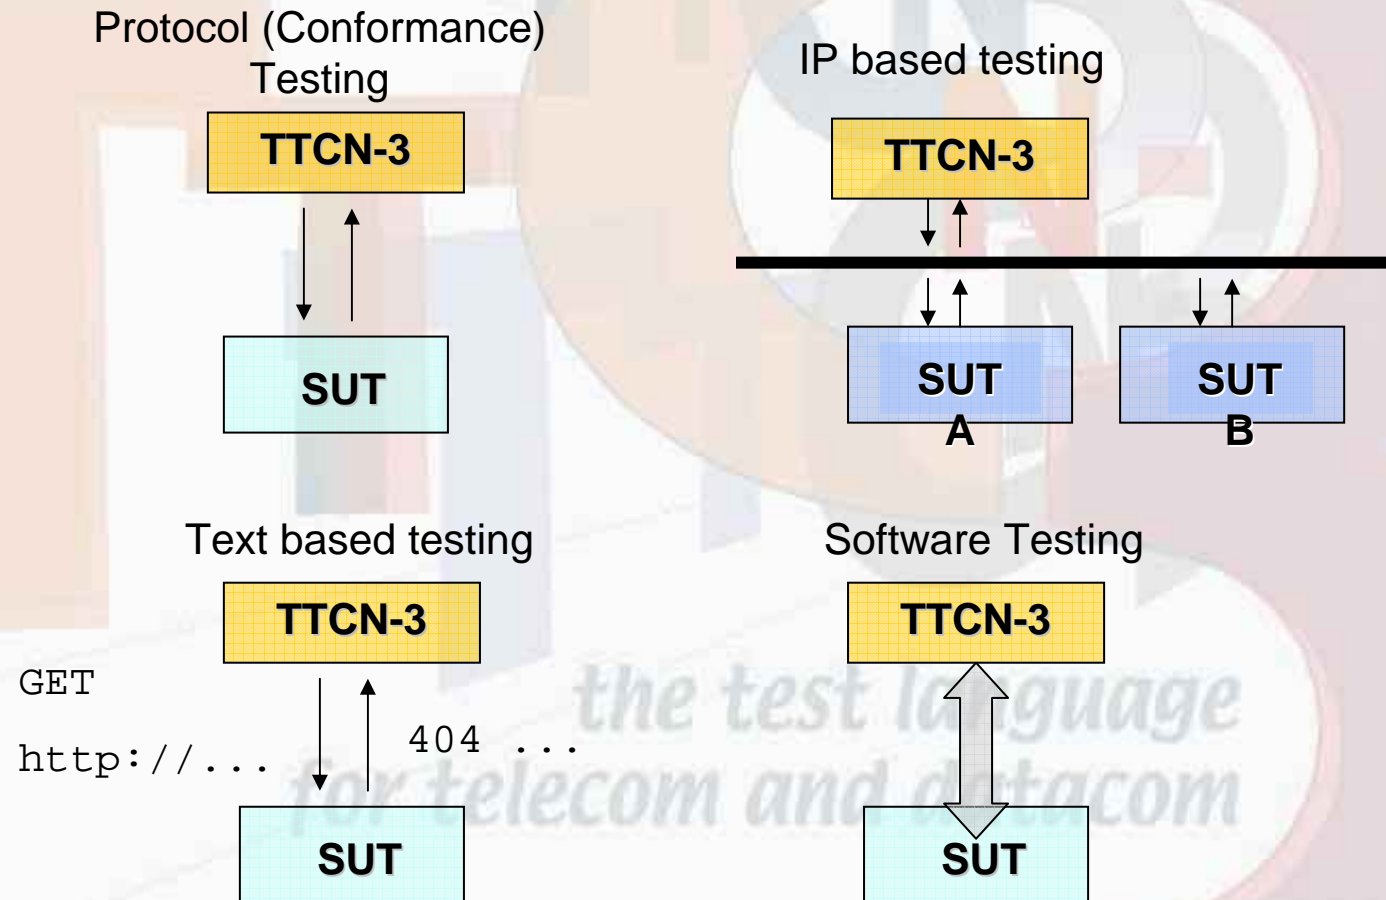 Protocol (Conformance)
Testing
TTCN-3
SUT
IP based testing
TTCN-3
SUT
A
SUT
B
Text based testing
TTCN-3
GET
http://...
404 ...
SUT
Software Testing
TTCN-3
SUT
the test language
for telecom and datacom